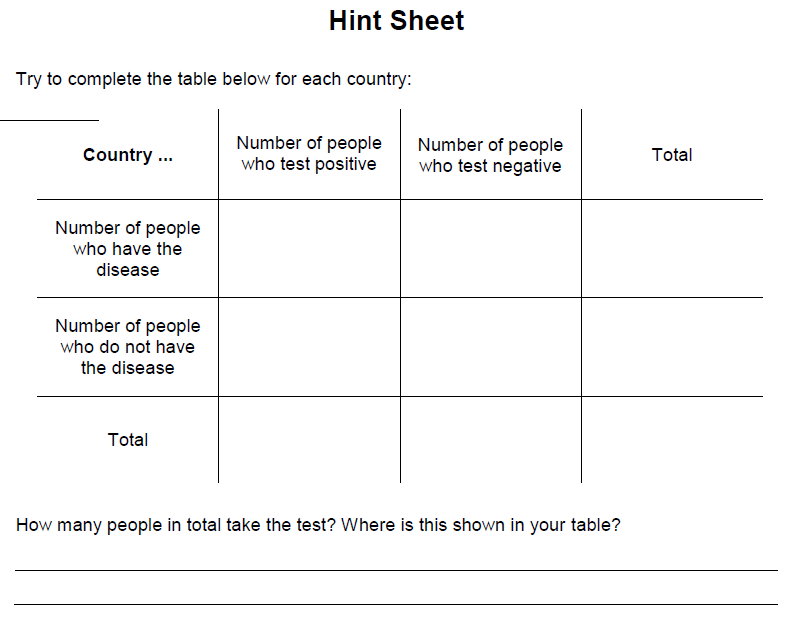 Hint Sheet
Try to complete the table below for each country:
Country ...
Number of people
who test positive
Number of people
who test negative
Total
Number of people
who have the
disease
Number of people
who do not have
the disease
Total
How many people in total take the test? Where is this shown in your table?